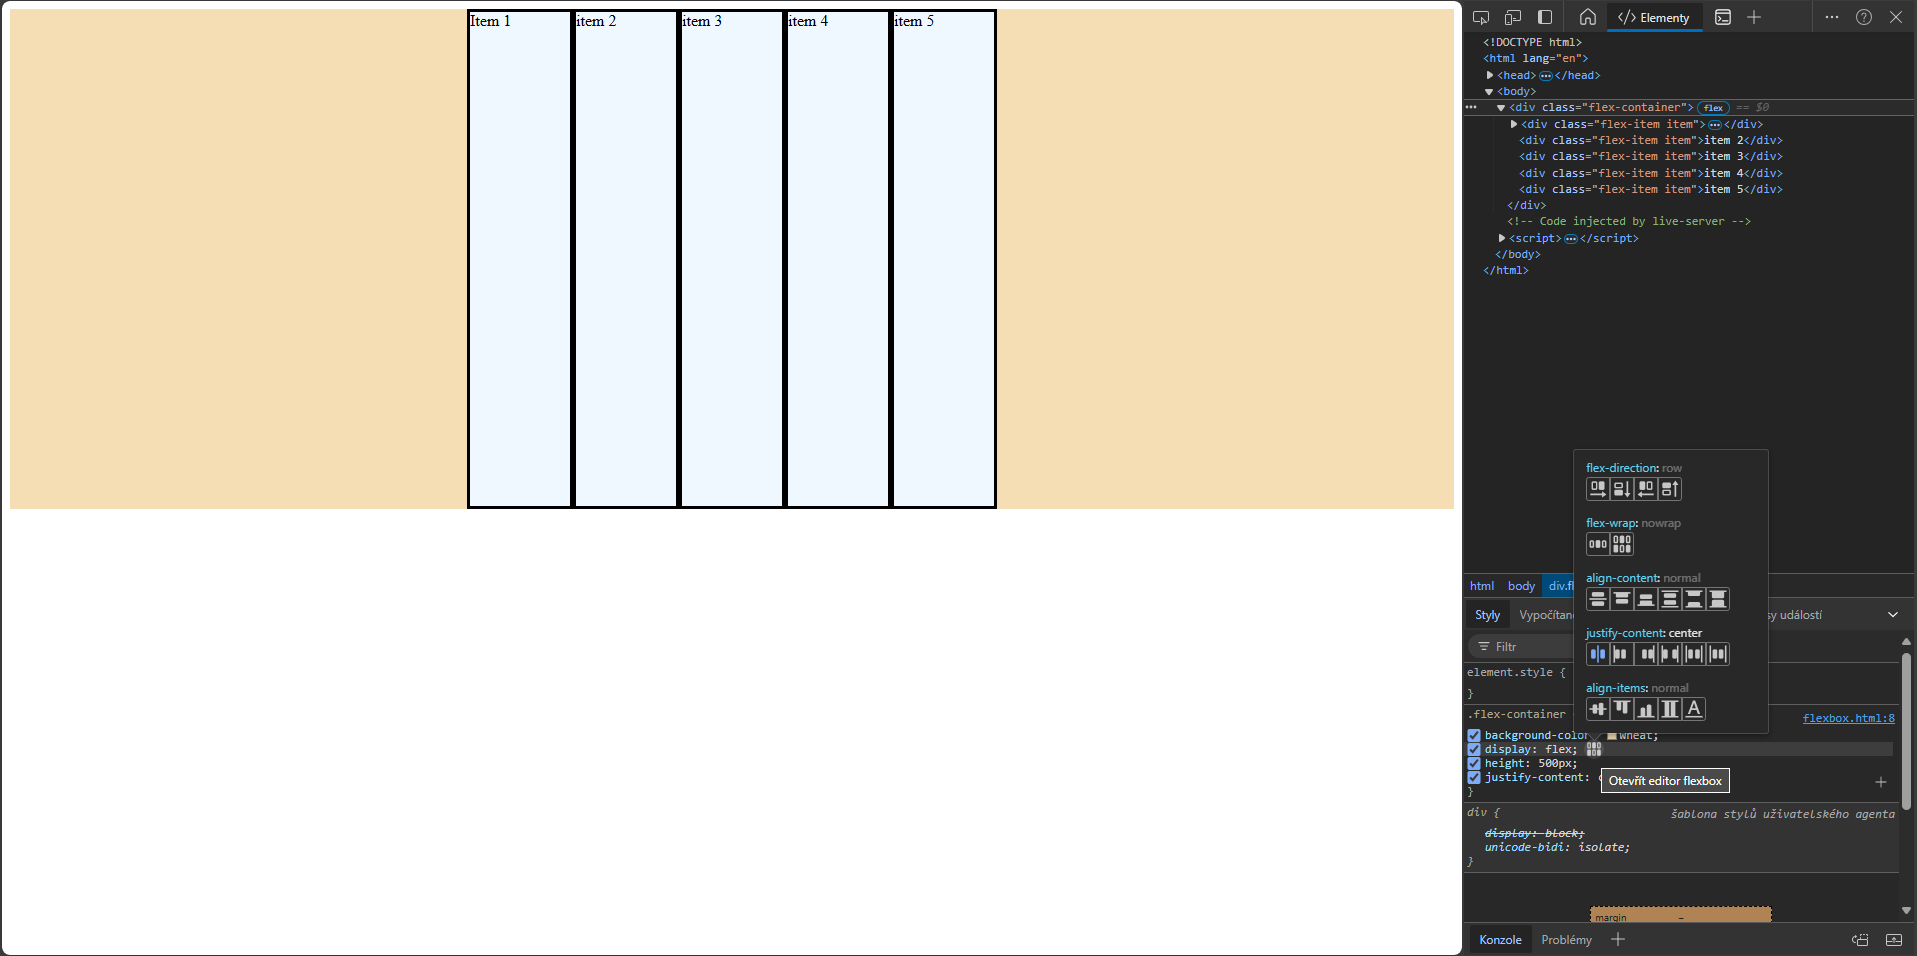 Item 1
item 2
item 3
item 4
item 5
Elementy
<!DOCTYPE html>
<html lang="en">
<head> ••• </head>
<body>
<div class="flex-container"> flex == $0
<div class="flex-item item"> ••• </div>
<div class="flex-item item">item 2</div>
<div class="flex-item item">item 3</div>
<div class="flex-item item">item 4</div>
<div class="flex-item item">item 5</div>
</div>
<!-- Code injected by live-server -->
<script> ••• </script>
</body>
</html>
flex-direction: row
flex-wrap: nowrap
align-content: normal
justify-content: center
align-items: normal
html body div.fl
Styly Vypočítan sy událostí
Filtr
element.style {
}
.flex-container
flexbox.html:8
background-color wheat;
display: flex;
height: 500px;
justify-content: c
}
Otevřít editor flexbox
div {
šablona stylů uživatelského agenta
display: block;
unicode-bidi: isolate;
}
margin –
Konzole Problémy